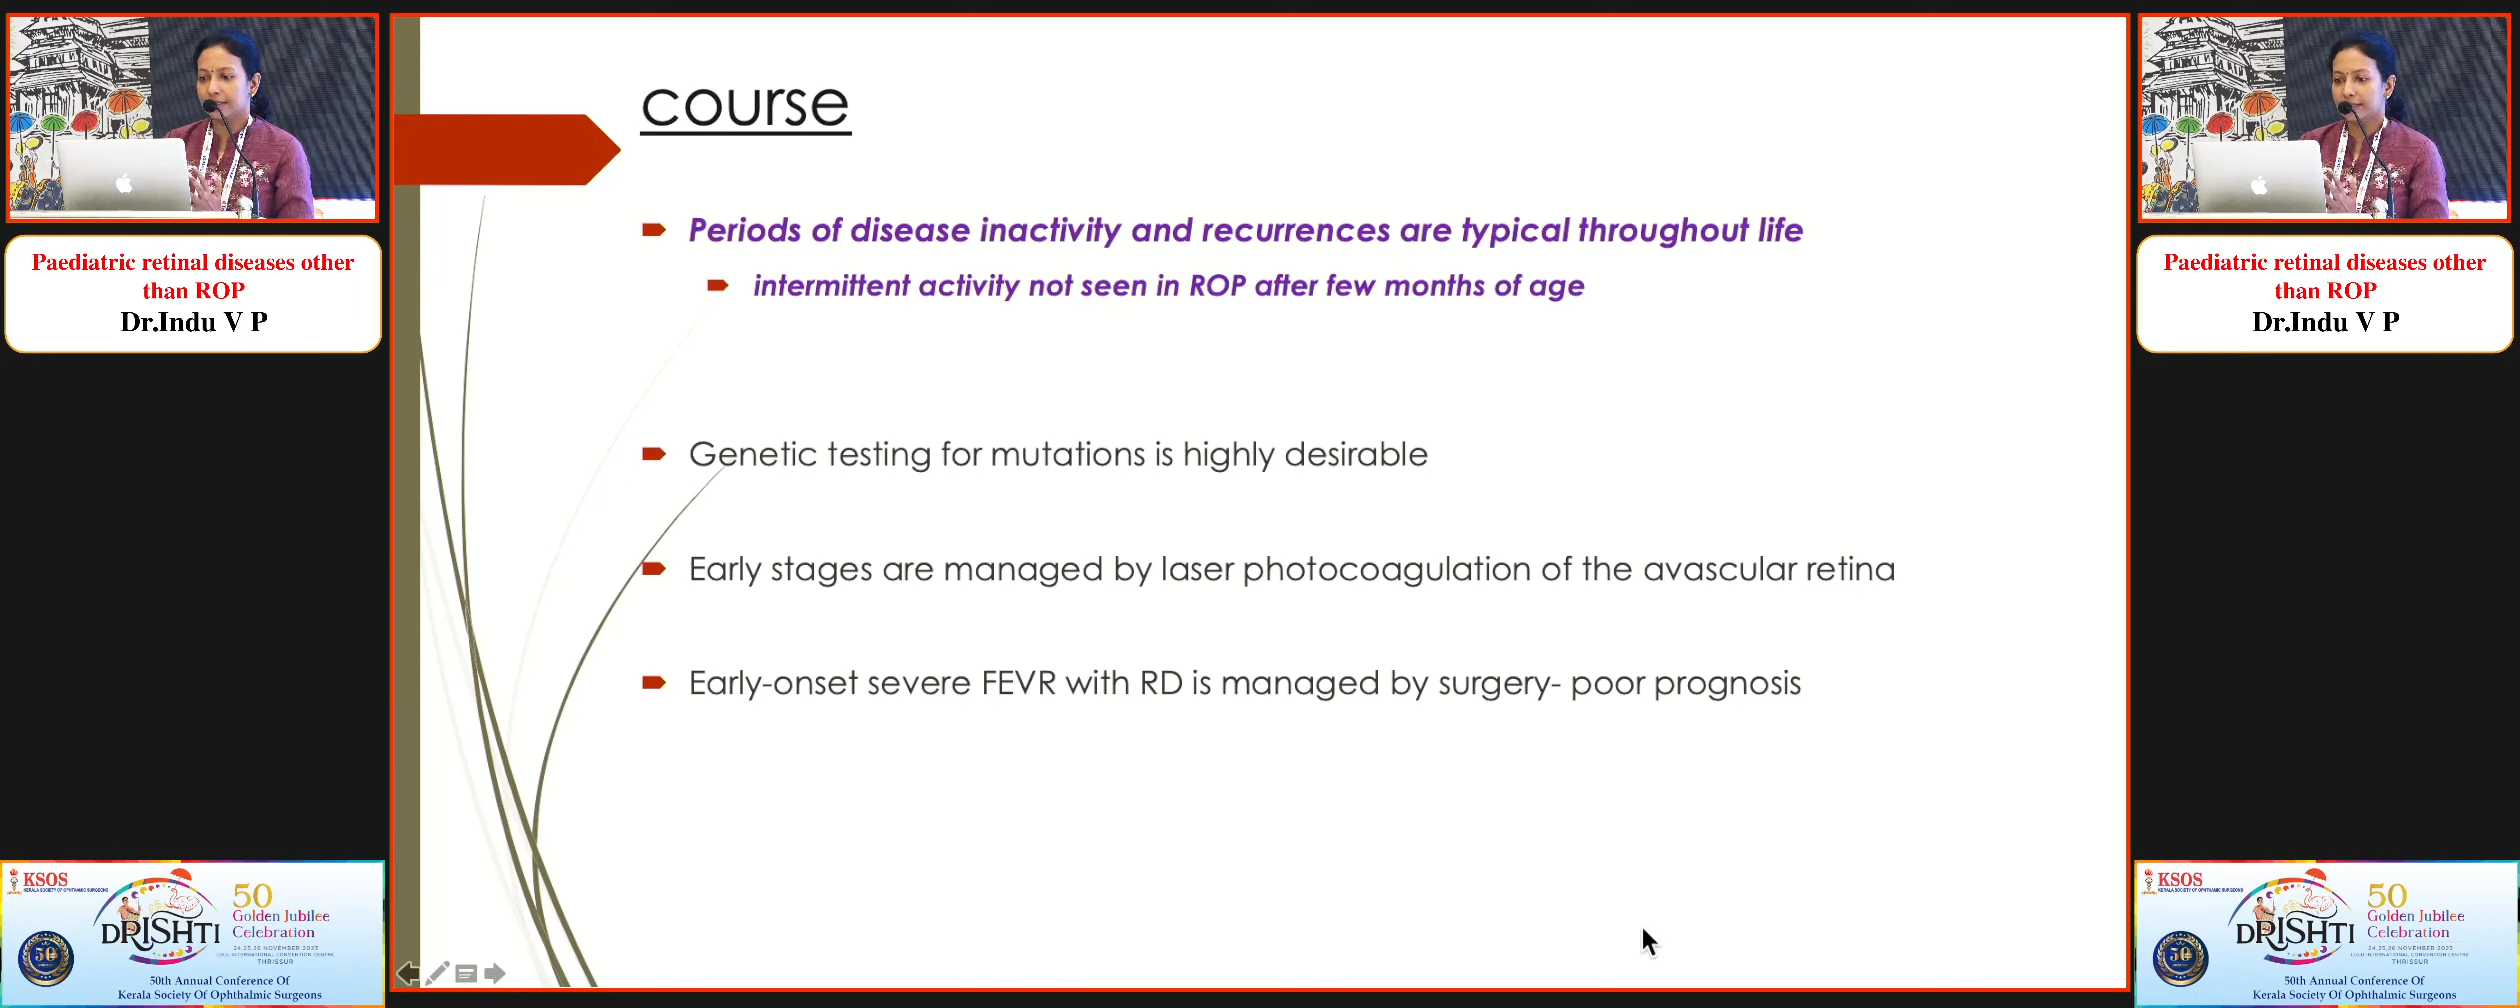 Paediatric retinal diseases other
than ROP
Dr.Indu V P
course
Periods of disease inactivity and recurrences are typical throughout life
intermittent activity not seen in ROP after few months of age
Genetic testing for mutations is highly desirable
Early stages are managed by laser photocoagulation of the avascular retina
Early-onset severe FEVR with RD is managed by surgery- poor prognosis
Paediatric retinal diseases other
than ROP
Dr.Indu V P
KSOS
KERALA SOCIETY OF OPHTHALMIC SURGEONS
DRISHTI
50
Golden Jubilee
Celebration
24,25,26 NOVEMBER 2023
LULU INTERNATIONAL CONVENTION CENTRE
THRISSUR
50
50th Annual Conference Of
Kerala Society Of Ophthalmic Surgeons
KSOS
KERALA SOCIETY OF OPHTHALMIC SURGEONS
DRISHTI
50
Golden Jubilee
Celebration
24,25,26 NOVEMBER 2023
LULU INTERNATIONAL CONVENTION CENTRE
THRISSUR
50
50th Annual Conference Of
Kerala Society Of Ophthalmic Surgeons